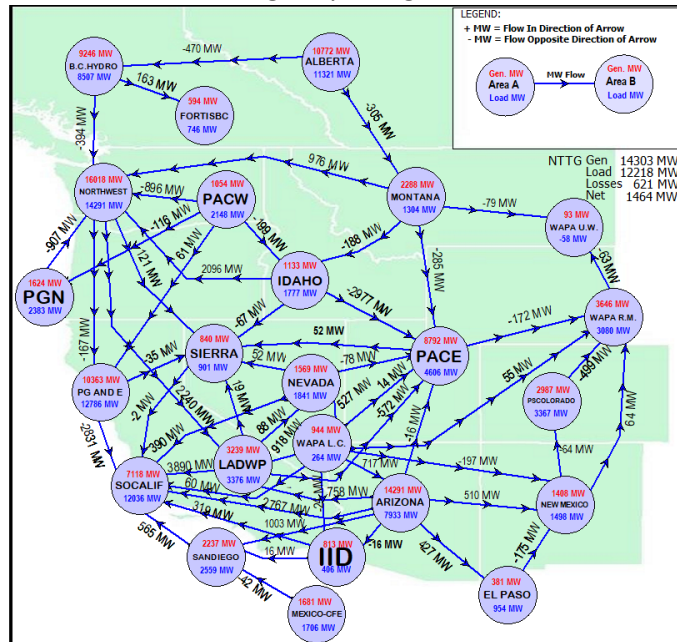 LEGEND:
+ MW = Flow In Direction of Arrow
- MW = Flow Opposite Direction of Arrow
Gen. MW
Area A
Load MW
MW Flow
Gen. MW
Area B
Load MW
NTTG Gen 14303 MW
Load 12218 MW
Losses 621 MW
Net 1464 MW
9246 MW
B.C.HYDRO
8507 MW
-470 MW
10772 MW
ALBERTA
11321 MW
163 MW
594 MW
FORTISBC
746 MW
-394 MW
-305 MW
976 MW
16018 MW
NORTHWEST
14291 MW
-896 MW
1054 MW
PACW
2148 MW
2288 MW
MONTANA
1304 MW
-79 MW
93 MW
WAPA U.W.
-58 MW
-116 MW
-907 MW
61 MW
-199 MW
-121 MW
-188 MW
-285 MW
-63 MW
2096 MW
1133 MW
IDAHO
1777 MW
1624 MW
PGN
2383 MW
-2977 MW
-67 MW
3646 MW
WAPA R.M.
3080 MW
-172 MW
-167 MW
52 MW
840 MW
SIERRA
901 MW
8792 MW
PACE
4606 MW
-35 MW
52 MW
-78 MW
1569 MW
NEVADA
1841 MW
10363 MW
PG AND E
12786 MW
-499 MW
2987 MW
PSCOLORADO
3367 MW
55 MW
14 MW
527 MW
-572 MW
-2 MW
2240 MW
19 MW
88 MW
918 MW
390 MW
944 MW
WAPA L.C.
264 MW
-16 MW
64 MW
-64 MW
-2831 MW
3239 MW
LADWP
3376 MW
717 MW
-197 MW
7118 MW
SOCALIF
12036 MW
3890 MW
60 MW
2767 MW
-758 MW
14291 MW
ARIZONA
7933 MW
510 MW
1408 MW
NEW MEXICO
1498 MW
319 MW
1003 MW
565 MW
-16 MW
427 MW
-175 MW
2237 MW
SANDIEGO
2559 MW
16 MW
813 MW
IID
406 MW
-42 MW
1681 MW
MEXICO-CFE
1706 MW
381 MW
EL PASO
954 MW